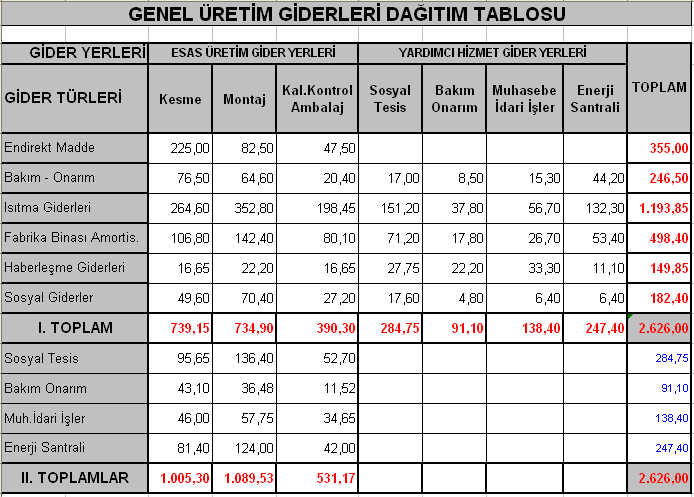 GENEL ÜRETİM GİDERLERİ DAĞITIM TABLOSU
GİDER YERLERİ ESAS ÜRETİM GİDER YERLERİ YARDIMCI HİZMET GİDER YERLERİ TOPLAM
GİDER TÜRLERİ Kesme Montaj Kal.Kontrol Ambalaj Sosyal Tesis Bakım Onarım Muhasebe İdari İşler Enerji Santrali
Endirekt Madde 225,00 82,50 47,50 355,00
Bakım - Onarım 76,50 64,60 20,40 17,00 8,50 15,30 44,20 246,50
Isıtma Giderleri 264,60 352,80 198,45 151,20 37,80 56,70 132,30 1.193,85
Fabrika Binası Amortis. 106,80 142,40 80,10 71,20 17,80 26,70 53,40 498,40
Haberleşme Giderleri 16,65 22,20 16,65 27,75 22,20 33,30 11,10 149,85
Sosyal Giderler 49,60 70,40 27,20 17,60 4,80 6,40 6,40 182,40
I. TOPLAM 739,15 734,90 390,30 284,75 91,10 138,40 247,40 2.626,00
Sosyal Tesis 95,65 136,40 52,70 284,75
Bakım Onarım 43,10 36,48 11,52 91,10
Muh.İdari İşler 46,00 57,75 34,65 138,40
Enerji Santrali 81,40 124,00 42,00 247,40
II. TOPLAMLAR 1.005,30 1.089,53 531,17 2.626,00